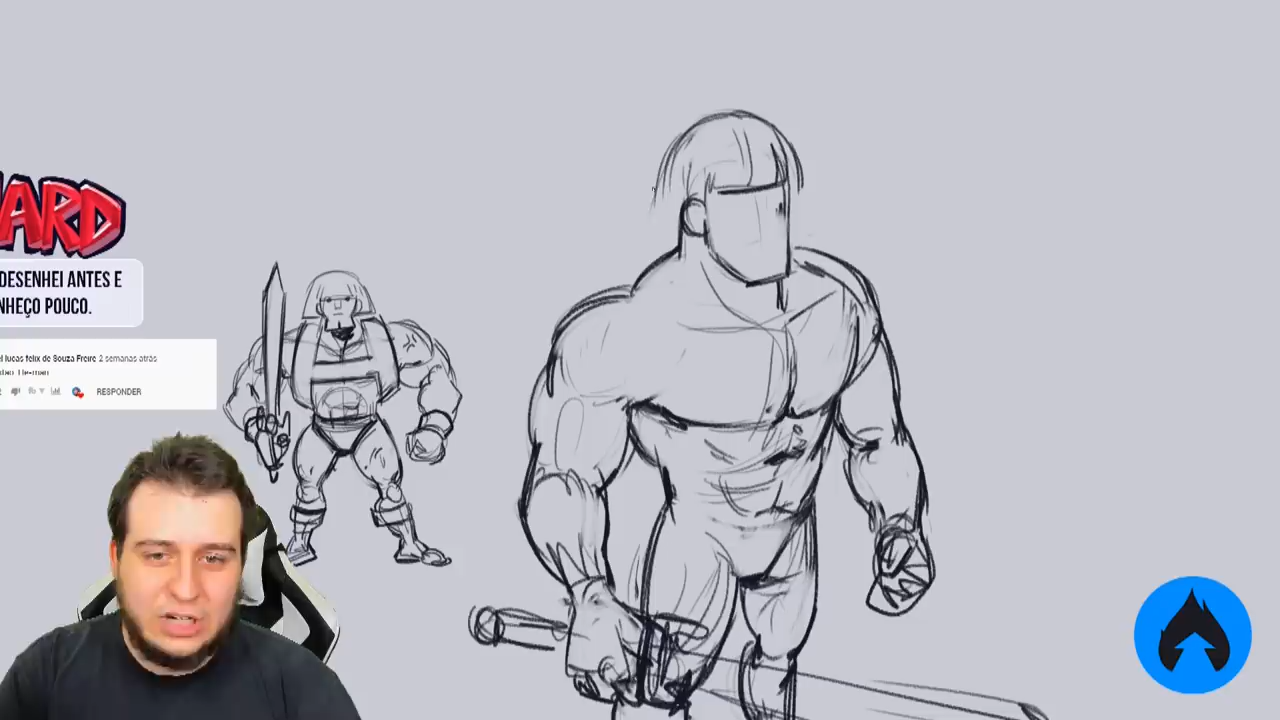 ARD
DESENHEI ANTES E
NHEÇO POUCO.
lucas felix de Souza Freire 2 semanas atrás
RESPONDER